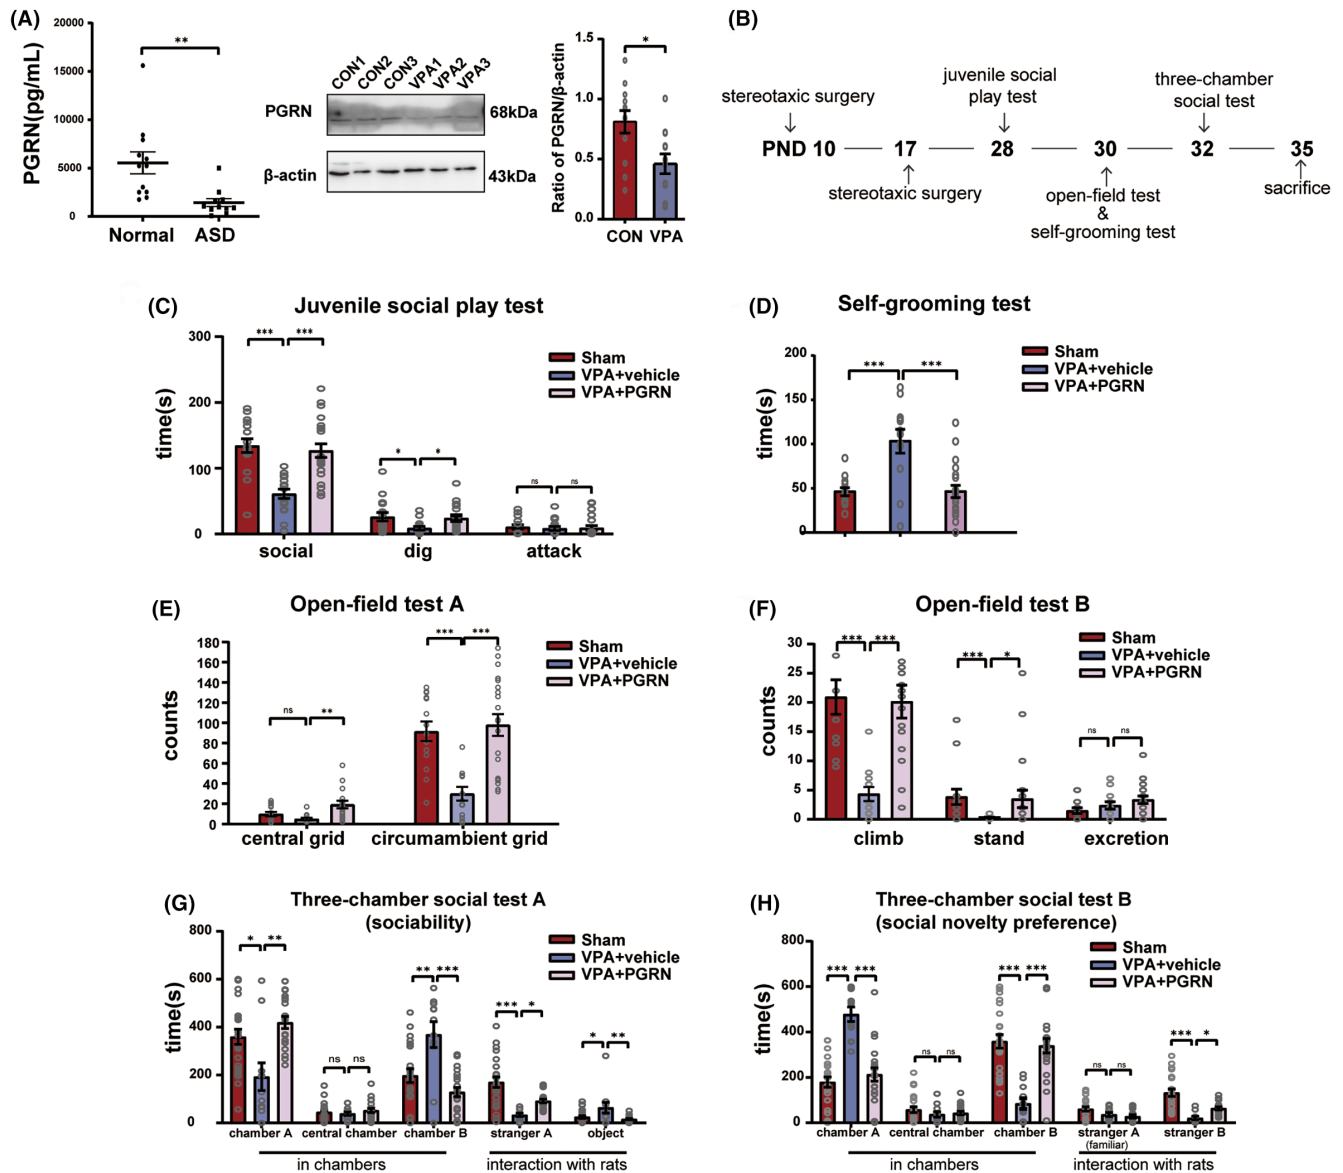 (A)
20000
15000
10000
5000
0
PGRN(pg/mL)
**
Normal ASD
CON1 CON2 CON3 VPA1 VPA2 VPA3
PGRN 68kDa
β-actin 43kDa
Ratio of PGRN/β-actin
1.5
1.0
0.5
0.0
*
CON VPA
(B)
stereotaxic surgery
juvenile social
play test
three-chamber
social test
PND 10 17 28 30 32 35
stereotaxic surgery
open-field test
&
self-grooming test
sacrifice
(C)
Juvenile social play test
time(s)
300
200
100
0
*** ***
* *
ns ns
Sham
VPA+vehicle
VPA+PGRN
social dig attack
(D)
Self-grooming test
time(s)
200
150
100
50
0
*** ***
Sham
VPA+vehicle
VPA+PGRN
(E)
Open-field test A
counts
180
160
140
120
100
80
60
40
20
0
ns **
*** ***
Sham
VPA+vehicle
VPA+PGRN
central grid circumambient grid
(F)
Open-field test B
counts
30
25
20
15
10
5
0
*** ***
*** *
ns ns
Sham
VPA+vehicle
VPA+PGRN
climb stand excretion
(G)
Three-chamber social test A
(sociability)
time(s)
800
600
400
200
0
* **
ns ns
** ***
*** *
* **
Sham
VPA+vehicle
VPA+PGRN
chamber A central chamber chamber B stranger A object
in chambers interaction with rats
(H)
Three-chamber social test B
(social novelty preference)
time(s)
800
600
400
200
0
*** ***
ns ns
*** ***
ns ns
*** *
Sham
VPA+vehicle
VPA+PGRN
chamber A central chamber chamber B stranger A stranger B
(familiar)
in chambers interaction with rats